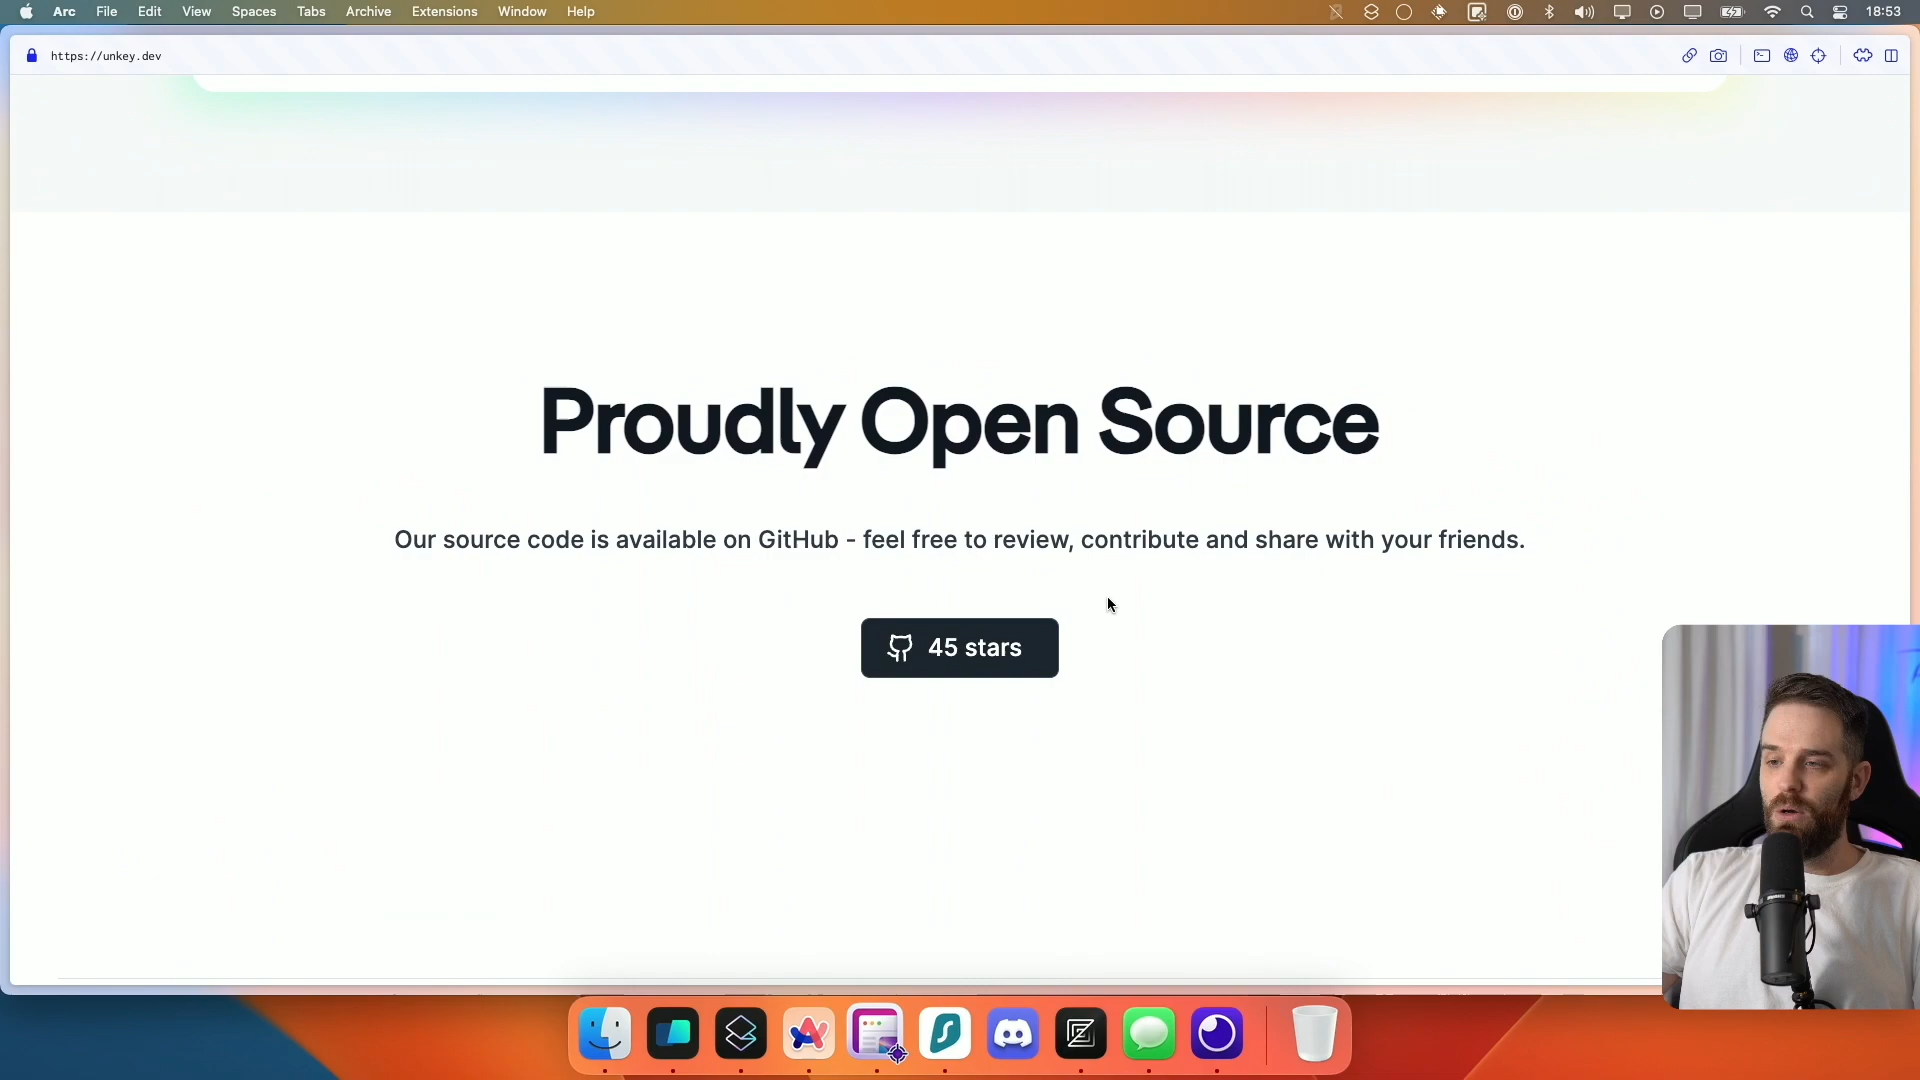 Arc File Edit View Spaces Tabs Archive Extensions Window Help 18:53
https://unkey.dev
Proudly Open Source
Our source code is available on GitHub - feel free to review, contribute and share with your friends.
45 stars